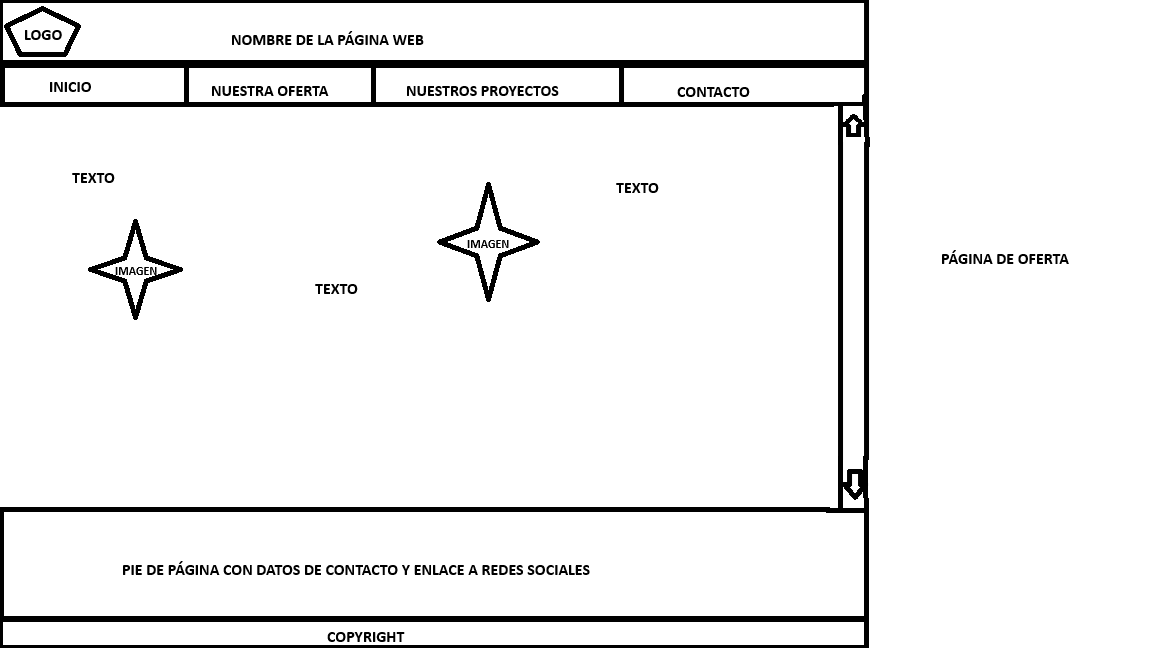 LOGO
NOMBRE DE LA PÁGINA WEB
INICIO
NUESTRA OFERTA
NUESTROS PROYECTOS
CONTACTO
TEXTO
IMAGEN
TEXTO
IMAGEN
TEXTO
PÁGINA DE OFERTA
PIE DE PÁGINA CON DATOS DE CONTACTO Y ENLACE A REDES SOCIALES
COPYRIGHT